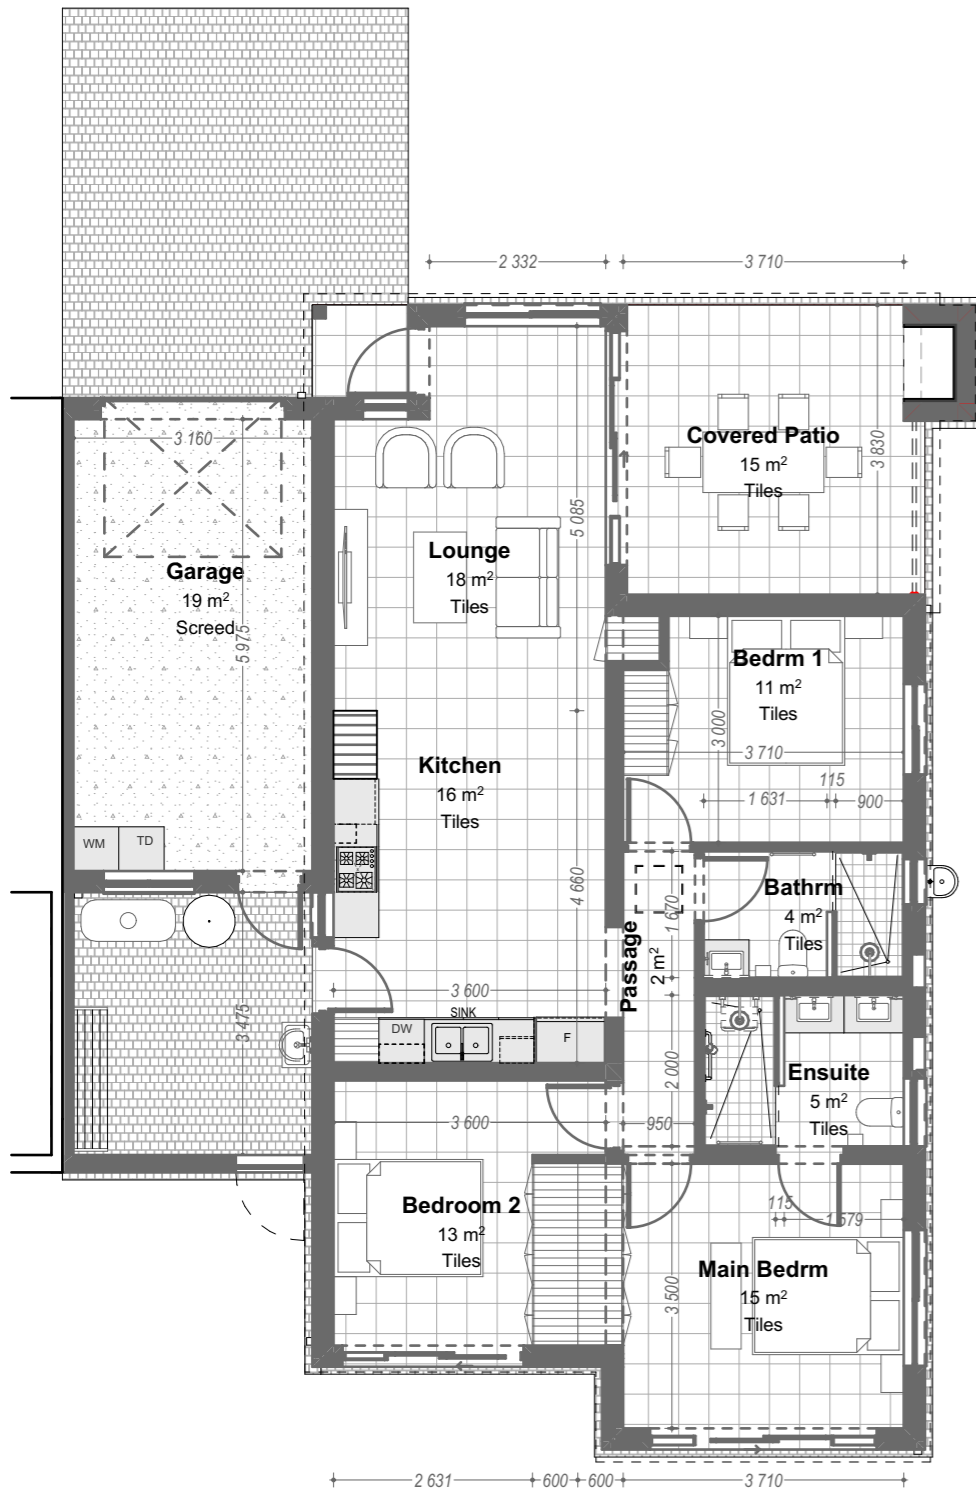 2 332
3 710
3 160
Covered Patio
15 m²
Tiles
3 830
5 085
Lounge
18 m²
Tiles
Garage
19 m²
Screed
5 975
Bedrm 1
11 m²
Tiles
3 000
3 710
115
1 631
900
Kitchen
16 m²
Tiles
WM
TD
4 660
Bathrm
4 m²
Tiles
1 670
Passage
2 m²
3 600
SINK
DW
F
3 475
2 000
Ensuite
5 m²
Tiles
3 600
950
Bedroom 2
13 m²
Tiles
115
1 579
Main Bedrm
15 m²
Tiles
3 500
2 631
600
600
3 710